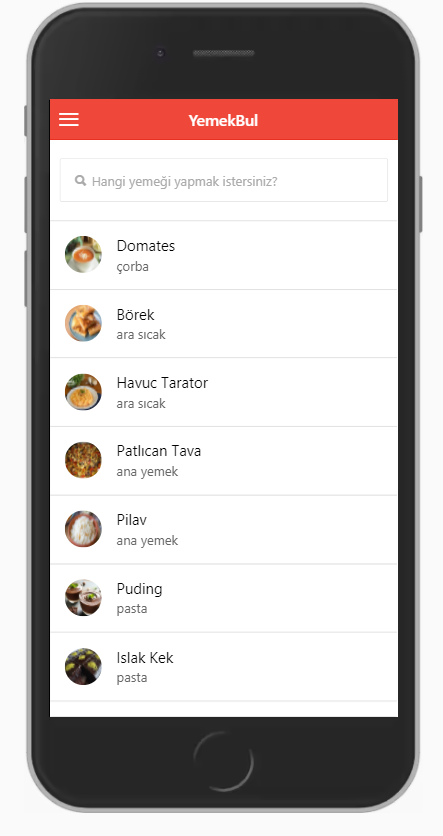 YemekBul
Hangi yemeği yapmak istersiniz?
Domates
çorba
Börek
ara sıcak
Havuc Tarator
ara sıcak
Patlıcan Tava
ana yemek
Pilav
ana yemek
Puding
pasta
Islak Kek
pasta